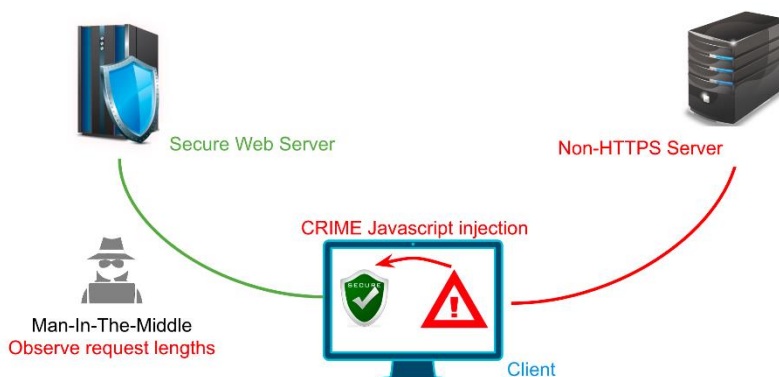 Secure Web Server
Non-HTTPS Server
CRIME Javascript injection
SECURE
Man-In-The-Middle
Observe request lengths
Client